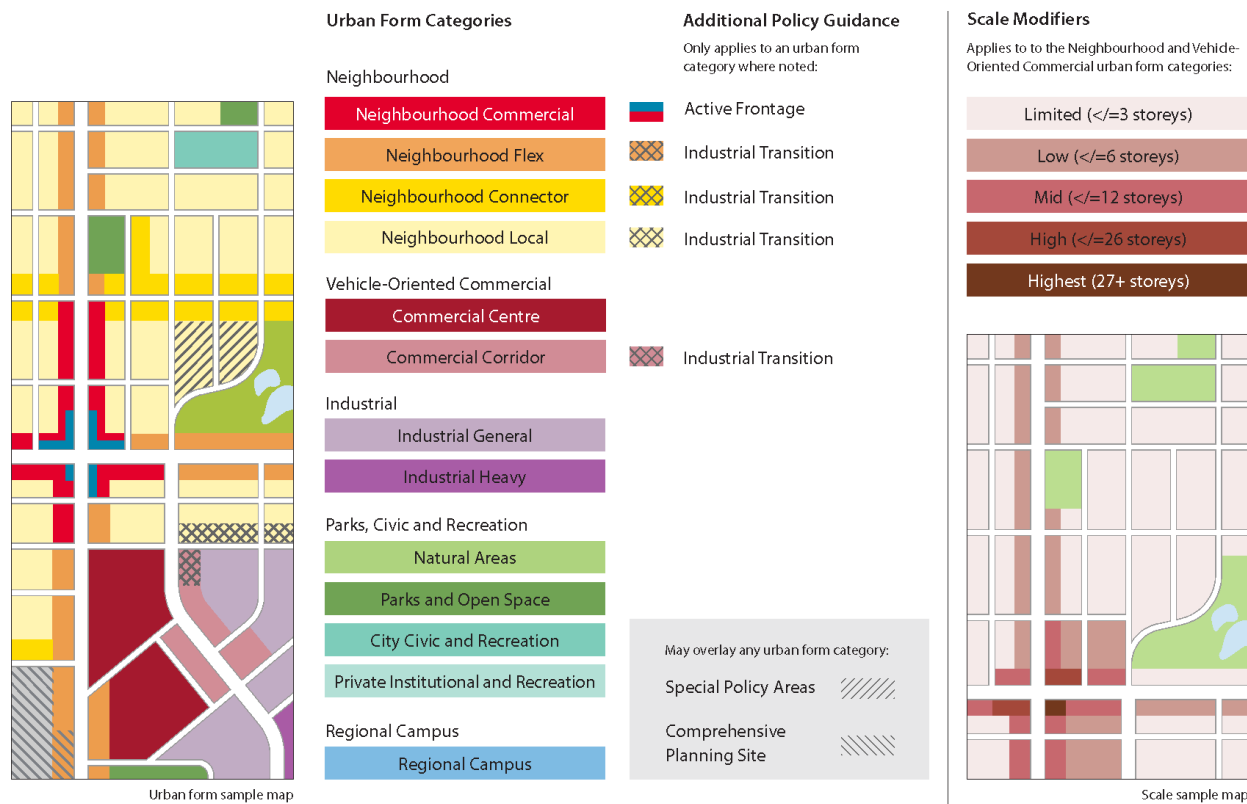 Urban Form Categories
Neighbourhood
Neighbourhood Commercial
Neighbourhood Flex
Neighbourhood Connector
Neighbourhood Local
Vehicle-Oriented Commercial
Commercial Centre
Commercial Corridor
Industrial
Industrial General
Industrial Heavy
Parks, Civic and Recreation
Natural Areas
Parks and Open Space
City Civic and Recreation
Private Institutional and Recreation
Regional Campus
Regional Campus
Urban form sample map
Additional Policy Guidance
Only applies to an urban form
category where noted:
Active Frontage
Industrial Transition
Industrial Transition
Industrial Transition
Industrial Transition
May overlay any urban form category:
Special Policy Areas
Comprehensive
Planning Site
Scale Modifiers
Applies to to the Neighbourhood and Vehicle-
Oriented Commercial urban form categories:
Limited (</=3 storeys)
Low (</=6 storeys)
Mid (</=12 storeys)
High (</=26 storeys)
Highest (27+ storeys)
Scale sample map